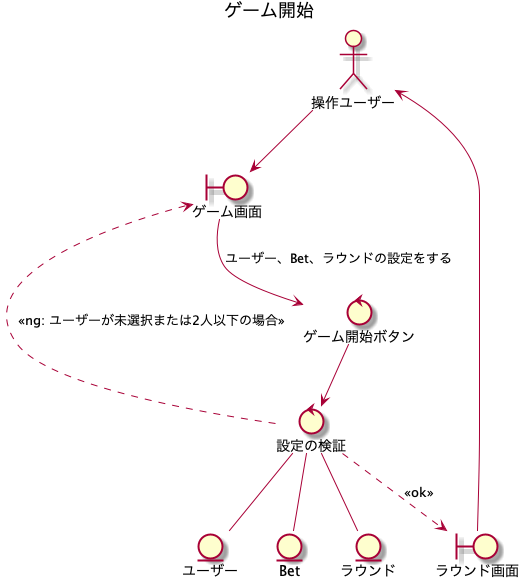 ゲーム開始
操作ユーザー
ゲーム画面
ユーザー、Bet、ラウンドの設定をする
«ng: ユーザーが未選択または2人以下の場合»
ゲーム開始ボタン
設定の検証
«ok»
ユーザー
Bet
ラウンド
ラウンド画面